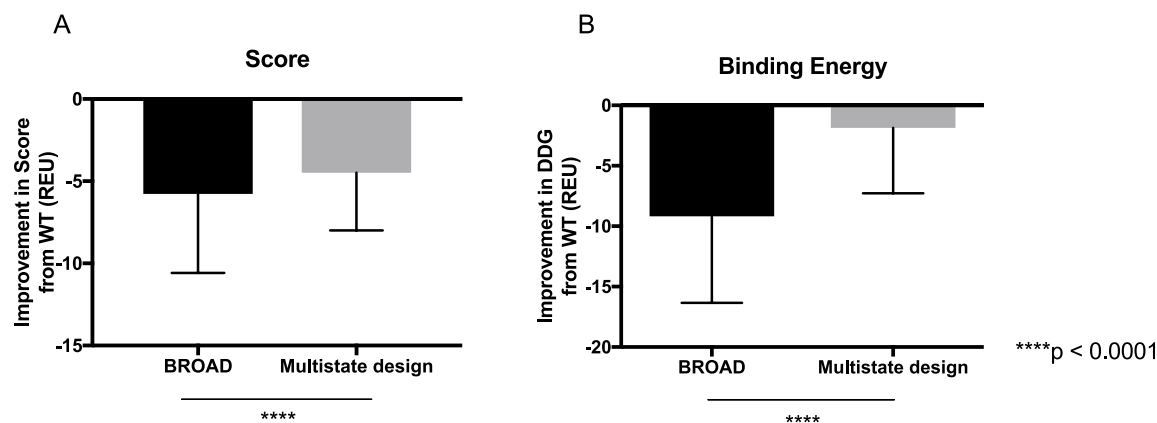 A
Score
Improvement in Score
from WT (REU)
0
-5
-10
-15
BROAD
Multistate design
****
B
Binding Energy
Improvement in DDG
from WT (REU)
0
-5
-10
-15
-20
BROAD
Multistate design
****
****p < 0.0001